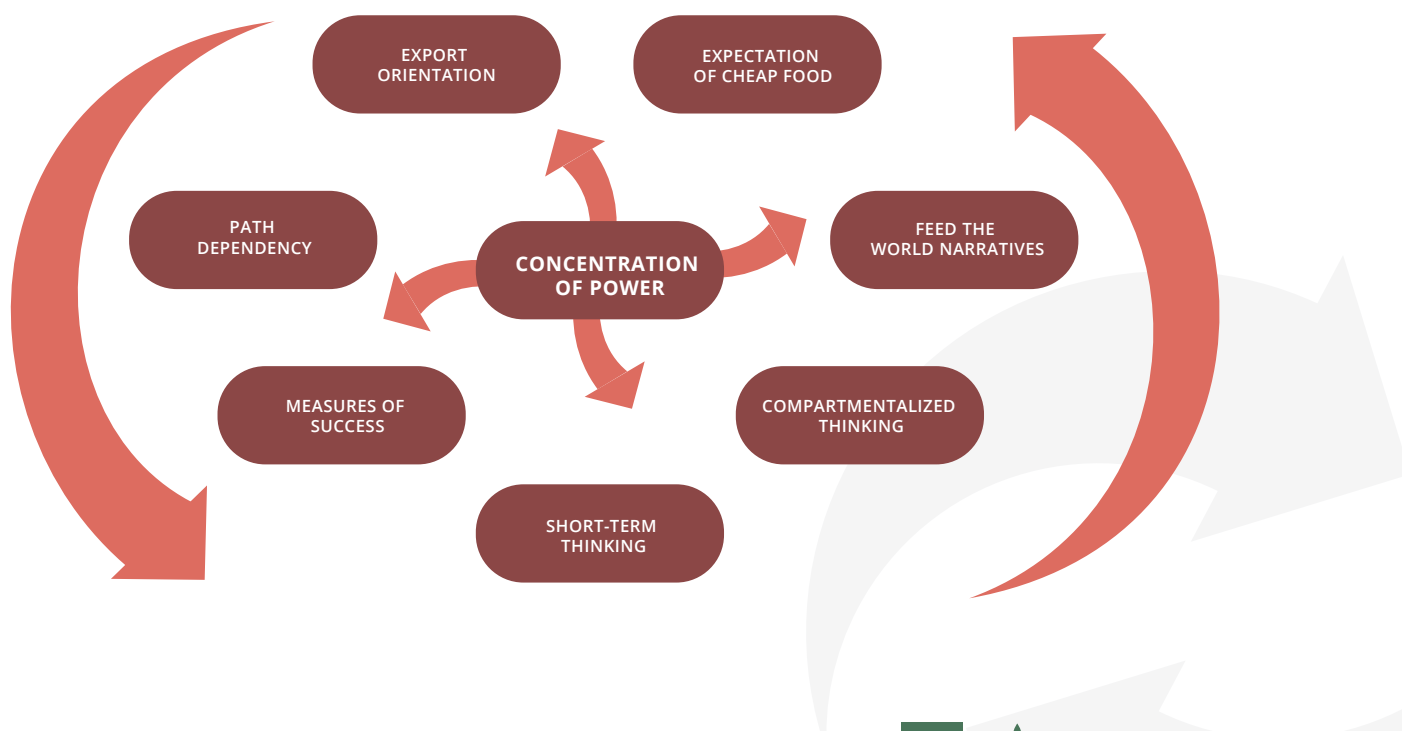 EXPORT
ORIENTATION
EXPECTATION
OF CHEAP FOOD
PATH
DEPENDENCY
FEED THE
WORLD NARRATIVES
CONCENTRATION
OF POWER
MEASURES OF
SUCCESS
COMPARTMENTALIZED
THINKING
SHORT-TERM
THINKING